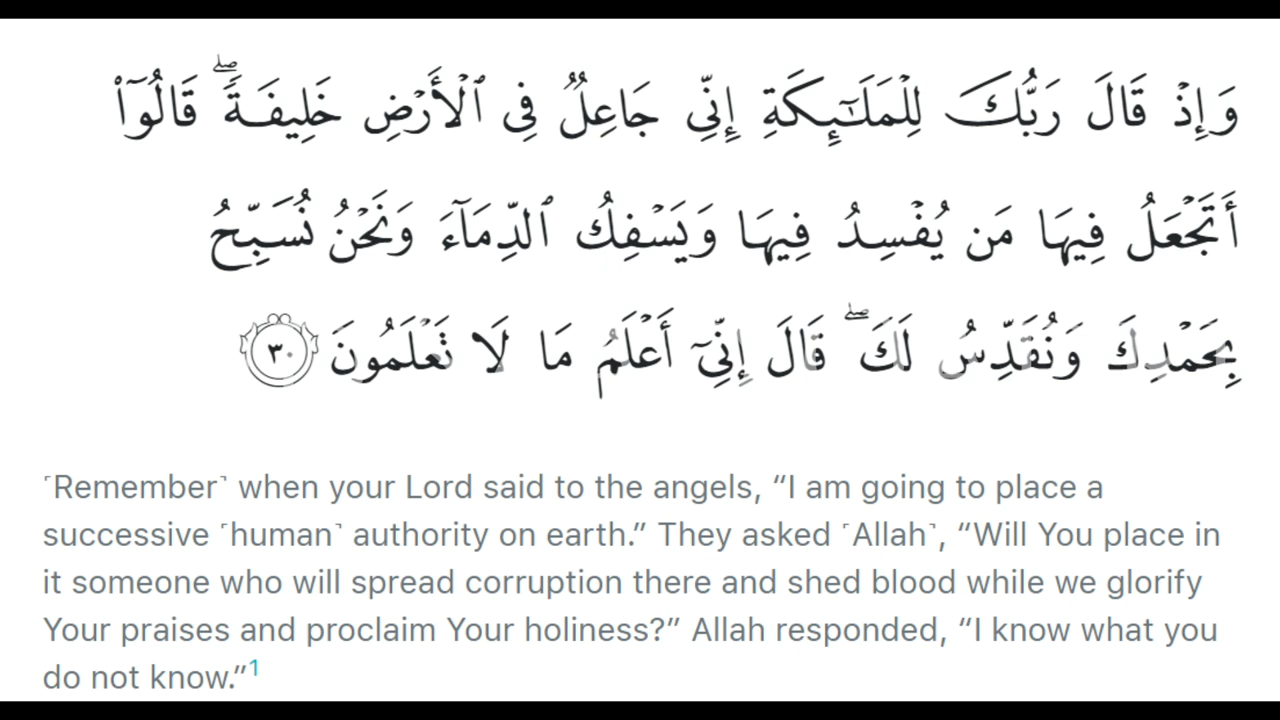 وَإِذۡ قَالَ رَبُّكَ لِلۡمَلَـٰٓئِكَةِ إِنِّى جَاعِلٌۭ فِى ٱلۡأَرۡضِ خَلِيفَةًۭ ۖ قَالُوٓا۟
أَتَجۡعَلُ فِيهَا مَن يُفۡسِدُ فِيهَا وَيَسۡفِكُ ٱلدِّمَآءَ وَنَحۡنُ نُسَبِّحُ
بِحَمۡدِكَ وَنُقَدِّسُ لَكَ ۖ قَالَ إِنِّىٓ أَعۡلَمُ مَا لَا تَعۡلَمُونَ ٣٠
⸢Remember⸣ when your Lord said to the angels, “I am going to place a
successive ⸢human⸣ authority on earth.” They asked ⸢Allah⸣, “Will You place in
it someone who will spread corruption there and shed blood while we glorify
Your praises and proclaim Your holiness?” Allah responded, “I know what you
do not know.”1